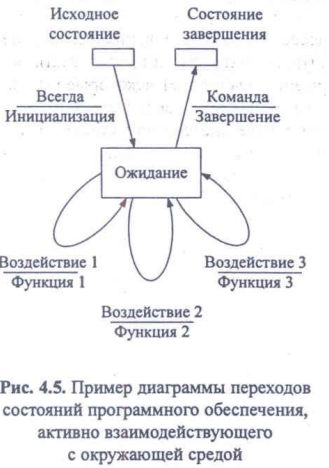 Исходное
состояние
Состояние
завершения
Всегда
Инициализация
Команда
Завершение
Ожидание
Воздействие 1
Функция 1
Воздействие 2
Функция 2
Воздействие 3
Функция 3
Рис. 4.5. Пример диаграммы переходов
состояний программного обеспечения,
активно взаимодействующего
с окружающей средой